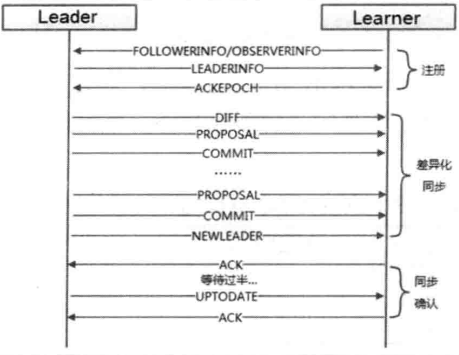 Leader Learner
FOLLOWERINFO/OBSERVERINFO
LEADERINFO
注册
ACKEPOCH
DIFF
PROPOSAL
COMMIT
差异化
同步
……
PROPOSAL
COMMIT
NEWLEADER
ACK
等待过半...
同步
确认
UPTODATE
ACK